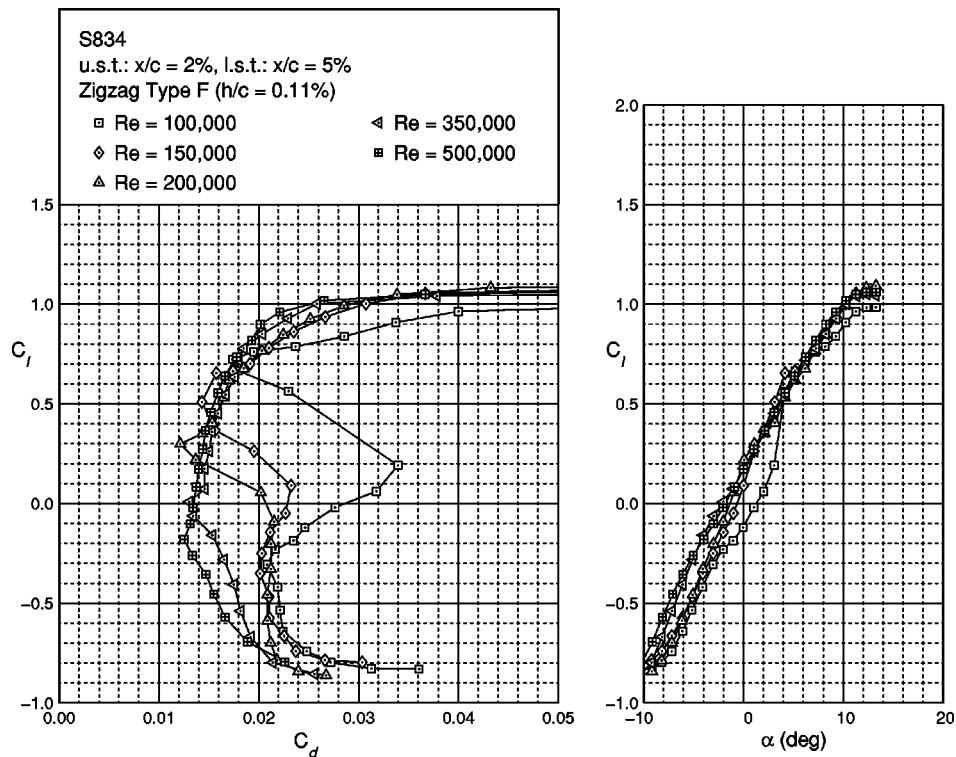 S834
u.s.t.: x/c = 2%, l.s.t.: x/c = 5%
Zigzag Type F (h/c = 0.11%)
Re = 100,000
Re = 350,000
Re = 150,000
Re = 500,000
Re = 200,000
1.5
1.0
0.5
0.0
−0.5
−1.0
C_l
0.00
0.01
0.02
0.03
0.04
0.05
C_d
2.0
1.5
1.0
0.5
0.0
−0.5
−1.0
C_l
−10
0
10
20
α (deg)